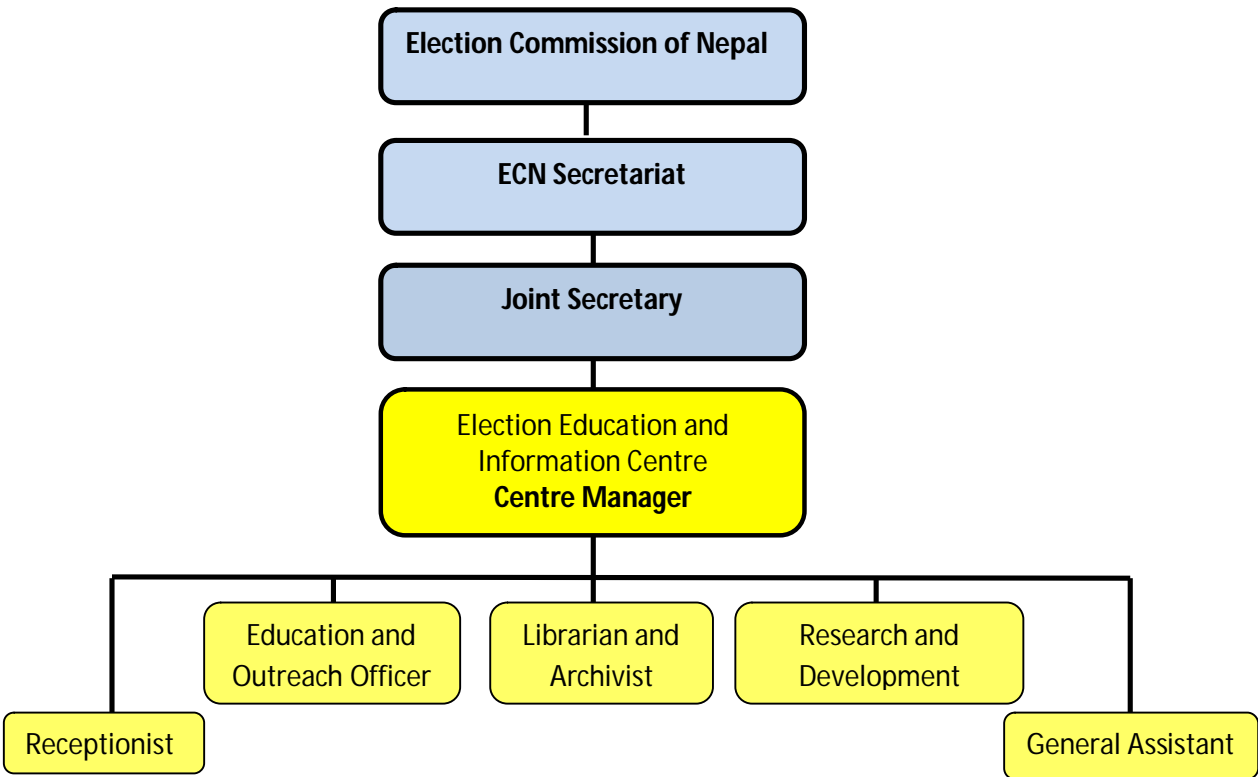 Election Commission of Nepal
ECN Secretariat
Joint Secretary
Election Education and
Information Centre
Centre Manager
Education and
Outreach Officer
Librarian and
Archivist
Research and
Development
Receptionist
General Assistant